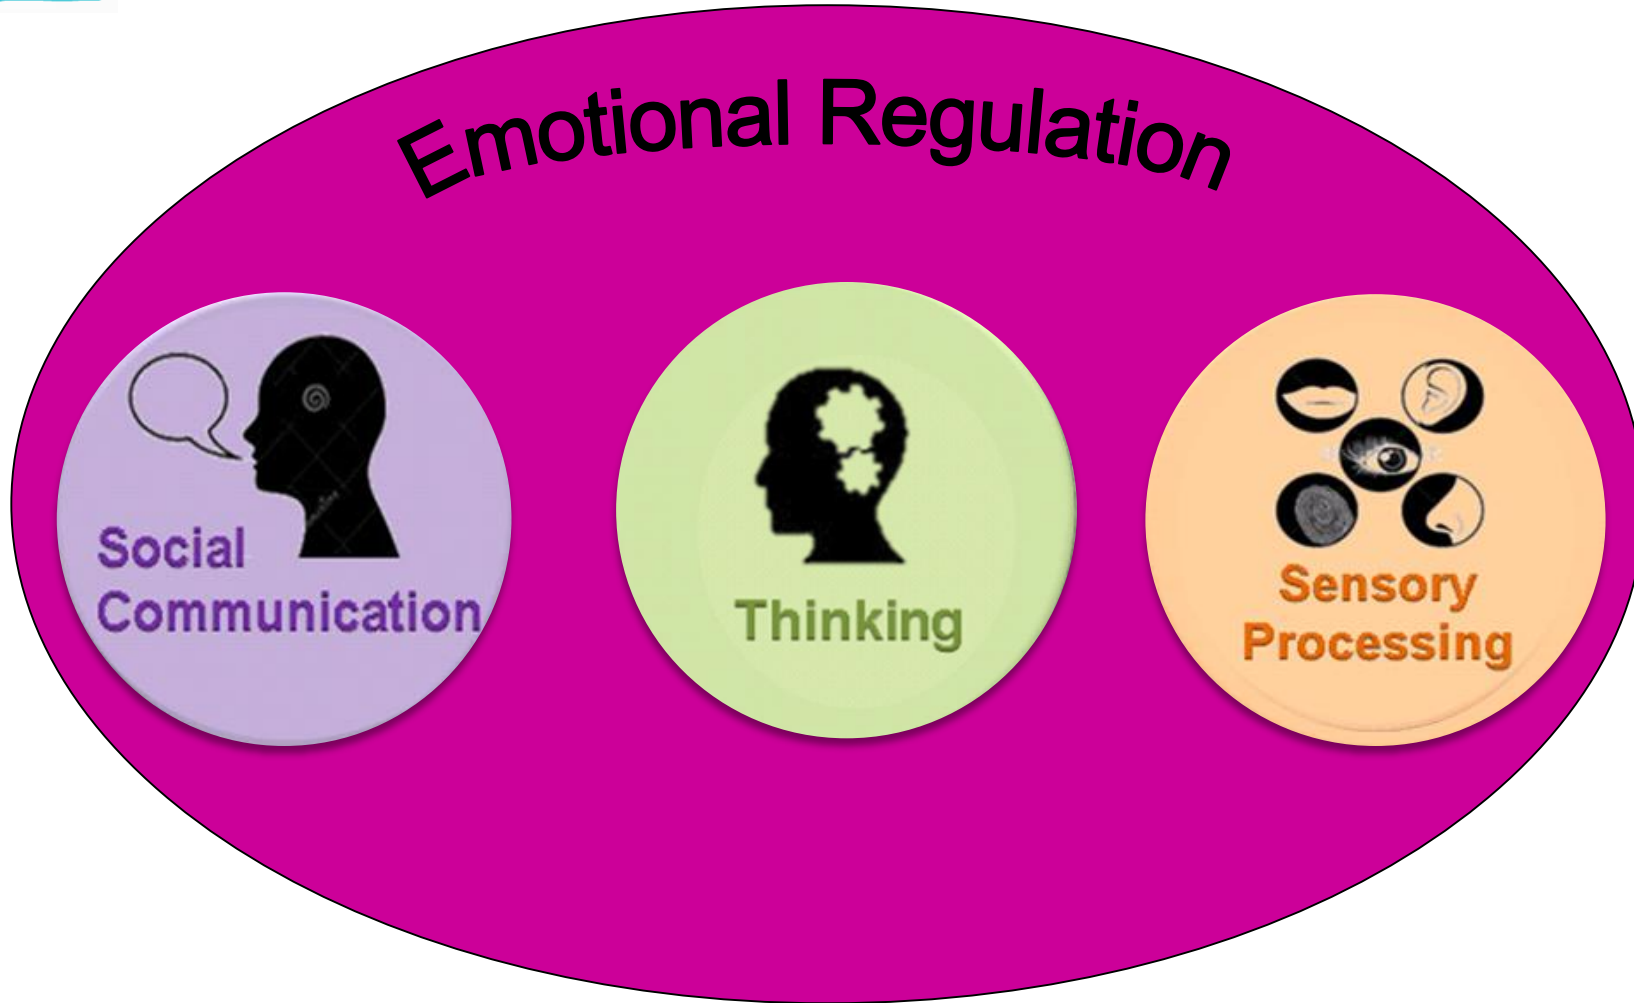 Emotional Regulation
Social
Communication
Thinking
Sensory
Processing